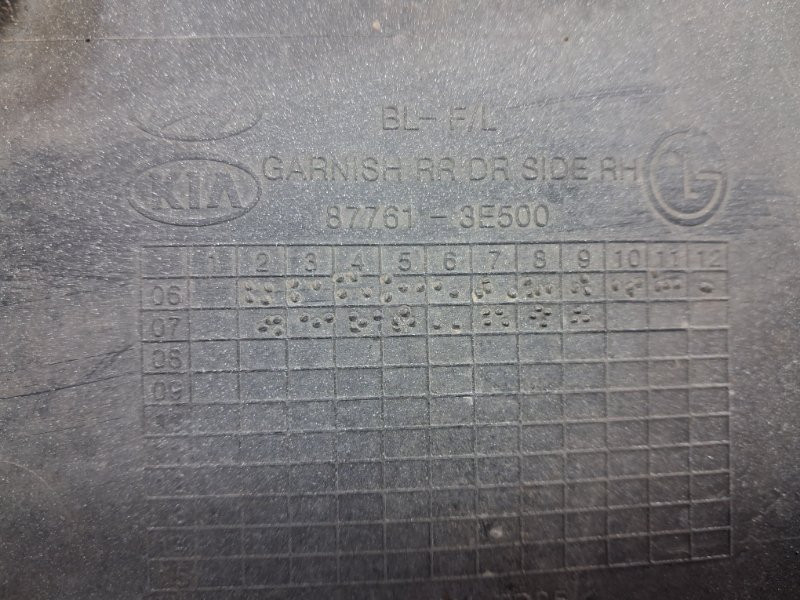 BL- F/L
GARNISH RR DR SIDE RH
KIA
LG
87761-3E500
1 2 3 4 5 6 7 8 9 10 11 12
06
07
08
09